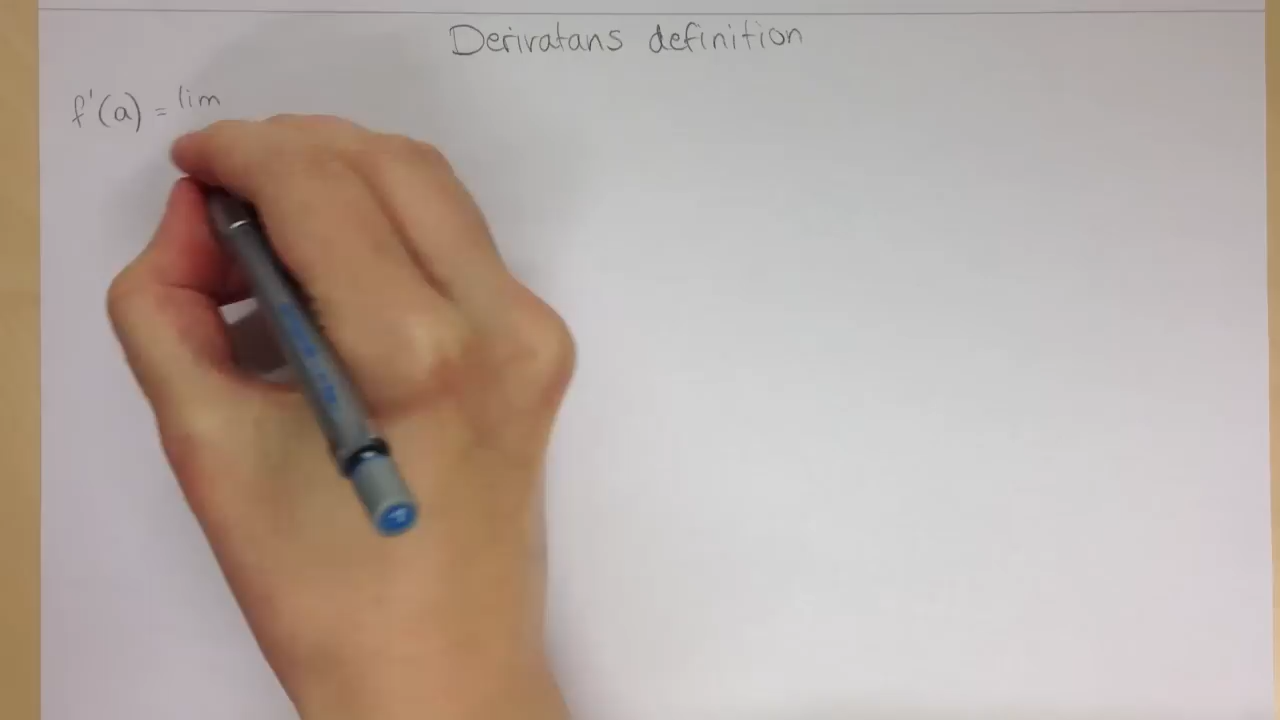 Derivatans definition
f'(a) = lim